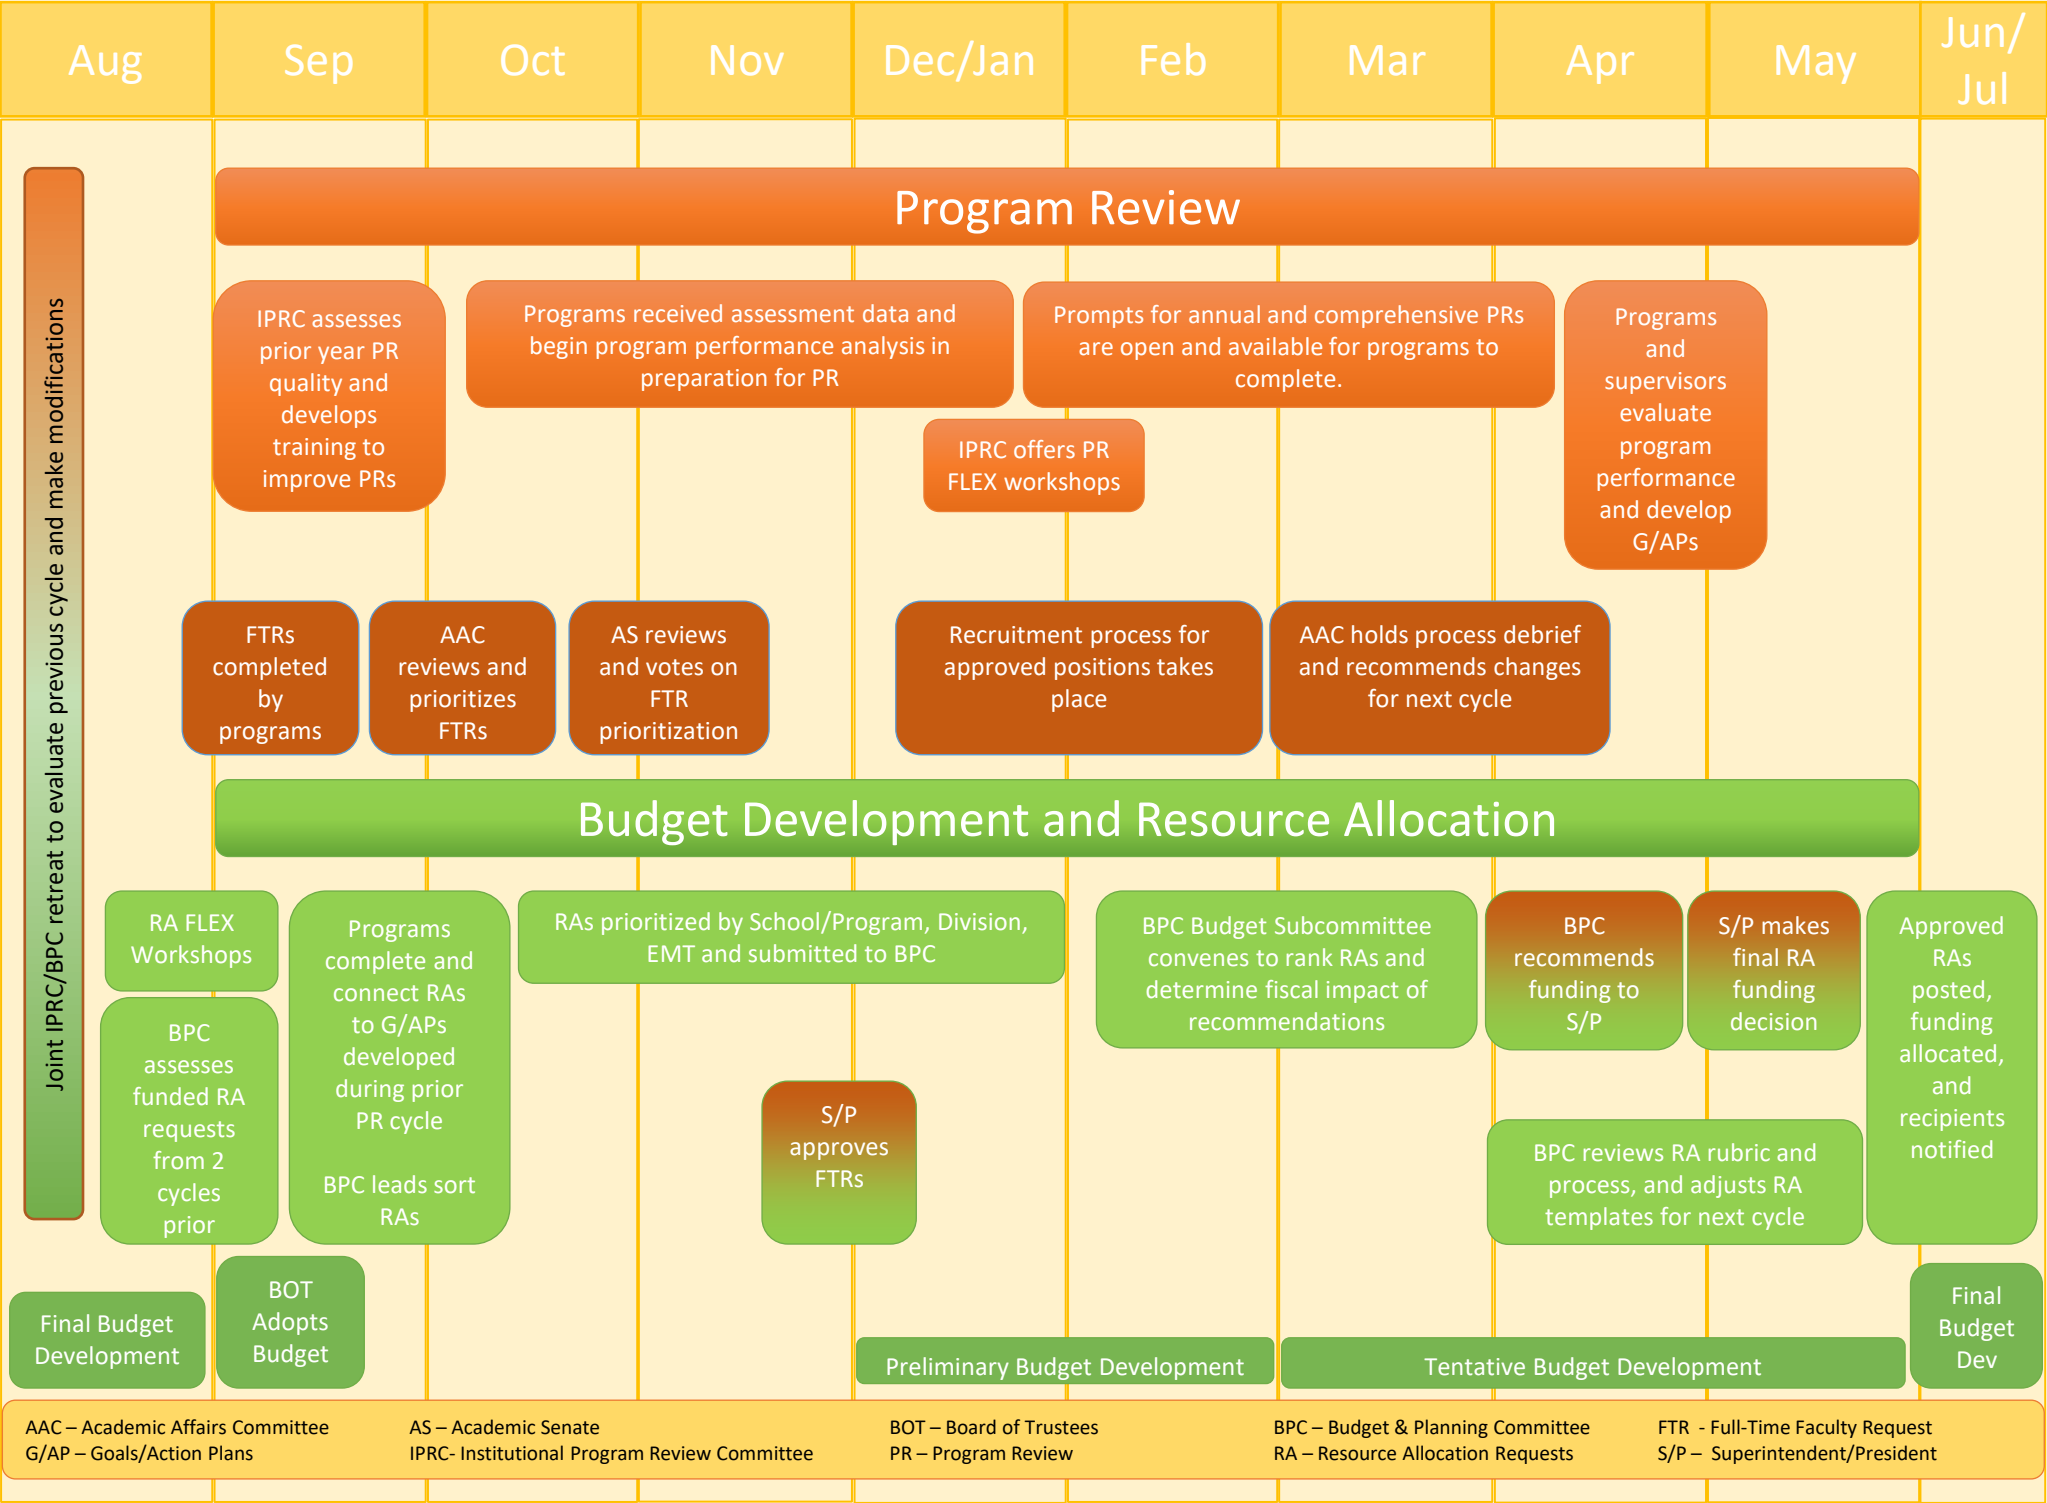 Aug
Sep
Oct
Nov
Dec/Jan
Feb
Mar
Apr
May
Jun/
Jul
Joint IPRC/BPC retreat to evaluate previous cycle and make modifications
Program Review
IPRC assesses
prior year PR
quality and
develops
training to
improve PRs
Programs received assessment data and
begin program performance analysis in
preparation for PR
Prompts for annual and comprehensive PRs
are open and available for programs to
complete.
IPRC offers PR
FLEX workshops
Programs
and
supervisors
evaluate
program
performance
and develop
G/APs
FTRs
completed
by
programs
AAC
reviews and
prioritizes
FTRs
AS reviews
and votes on
FTR
prioritization
Recruitment process for
approved positions takes
place
AAC holds process debrief
and recommends changes
for next cycle
Budget Development and Resource Allocation
RA FLEX
Workshops
BPC
assesses
funded RA
requests
from 2
cycles
prior
Programs
complete and
connect RAs
to G/APs
developed
during prior
PR cycle
BPC leads sort
RAs
RAs prioritized by School/Program, Division,
EMT and submitted to BPC
S/P
approves
FTRs
BPC Budget Subcommittee
convenes to rank RAs and
determine fiscal impact of
recommendations
BPC
recommends
funding to
S/P
S/P makes
final RA
funding
decision
BPC reviews RA rubric and
process, and adjusts RA
templates for next cycle
Approved
RAs
posted,
funding
allocated,
and
recipients
notified
Final Budget
Development
BOT
Adopts
Budget
Preliminary Budget Development
Tentative Budget Development
Final
Budget
Dev
AAC – Academic Affairs Committee
AS – Academic Senate
BOT – Board of Trustees
BPC – Budget & Planning Committee
FTR - Full-Time Faculty Request
G/AP – Goals/Action Plans
IPRC- Institutional Program Review Committee
PR – Program Review
RA – Resource Allocation Requests
S/P – Superintendent/President